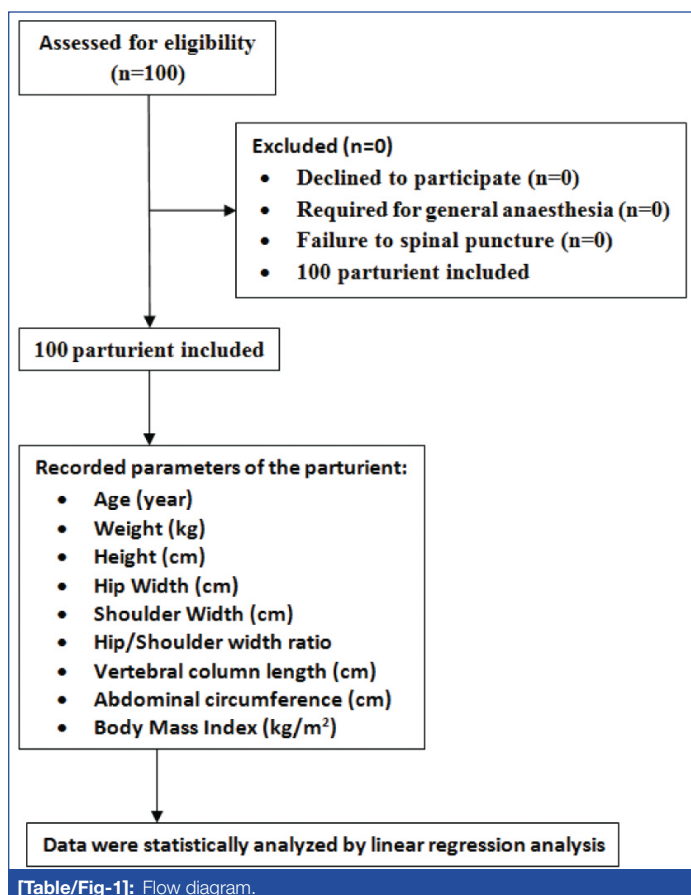 Assessed for eligibility
(n=100)
Excluded (n=0)
• Declined to participate (n=0)
• Required for general anaesthesia (n=0)
• Failure to spinal puncture (n=0)
• 100 parturient included
100 parturient included
Recorded parameters of the parturient:
• Age (year)
• Weight (kg)
• Height (cm)
• Hip Width (cm)
• Shoulder Width (cm)
• Hip/Shoulder width ratio
• Vertebral column length (cm)
• Abdominal circumference (cm)
• Body Mass Index (kg/m²)
Data were statistically analyzed by linear regression analysis
[Table/Fig-1]: Flow diagram.